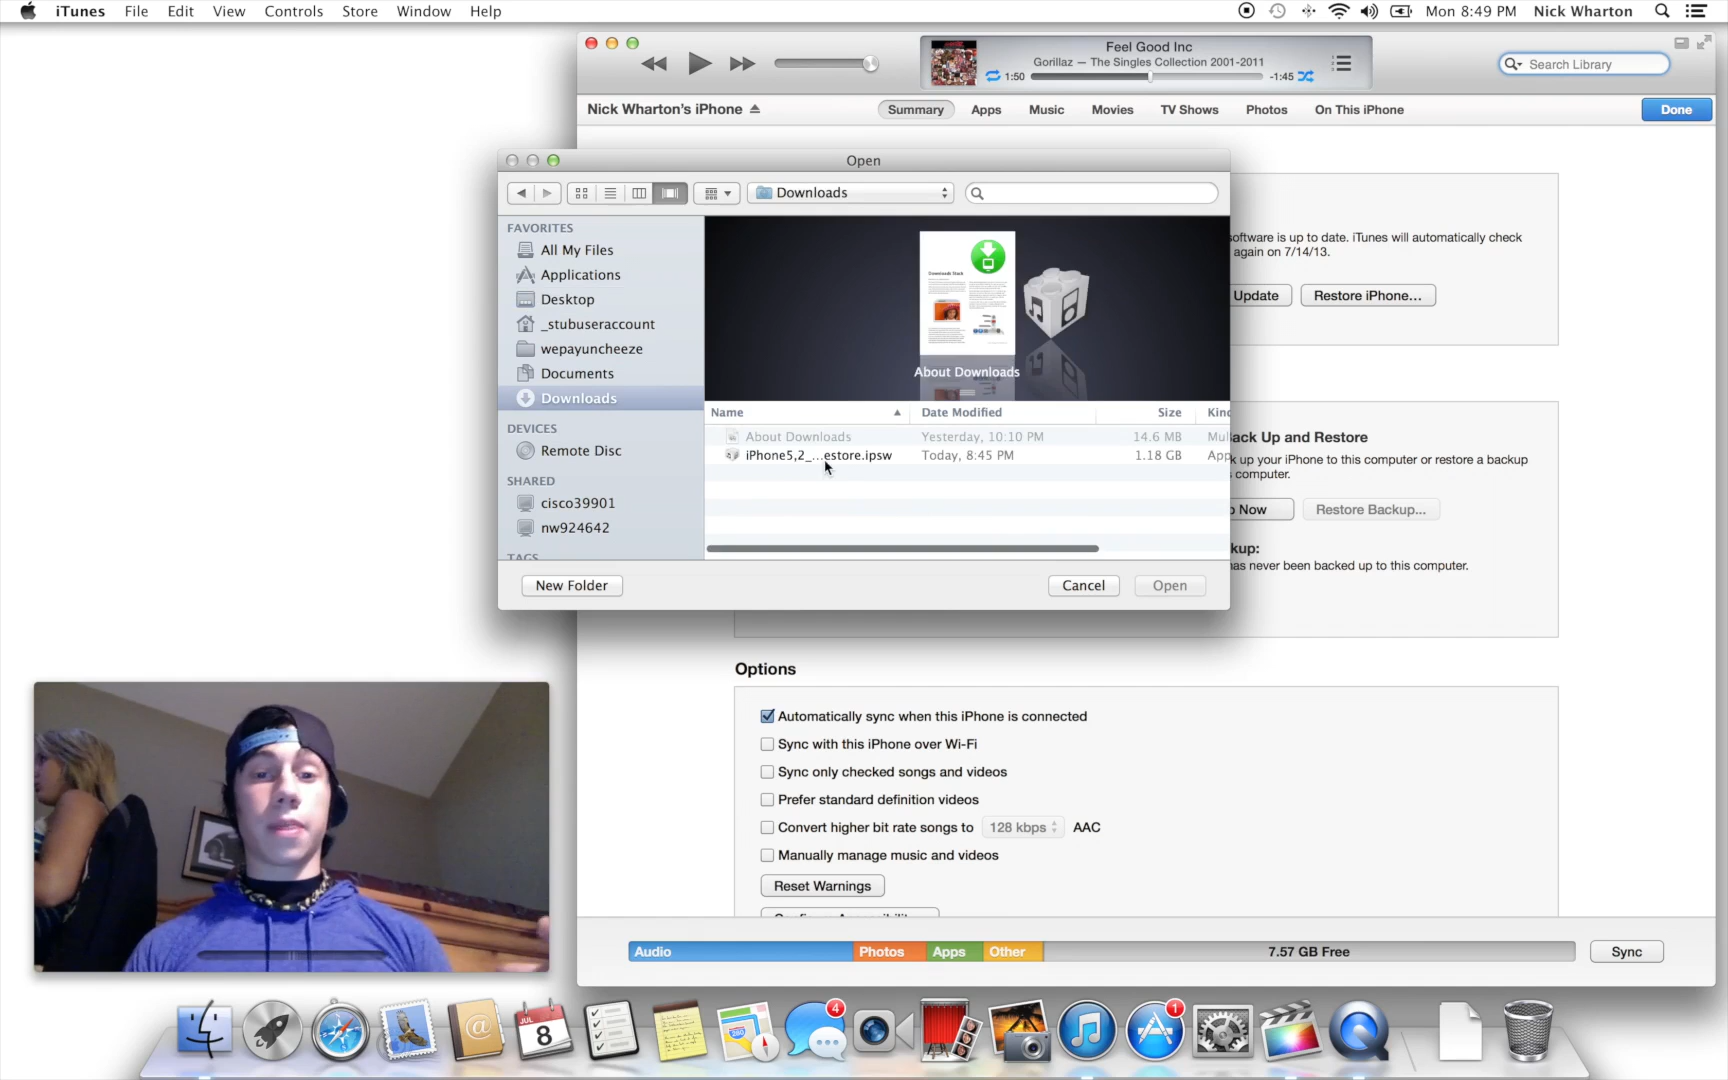 iTunes File Edit View Controls Store Window Help
Mon 8:49 PM Nick Wharton
Feel Good Inc
Gorillaz — The Singles Collection 2001-2011
1:50 -1:45
Search Library
Nick Wharton's iPhone
Summary Apps Music Movies TV Shows Photos On This iPhone Done
Open
Downloads
FAVORITES
All My Files
Applications
Desktop
_stubuseraccount
wepayuncheeze
Documents
Downloads
DEVICES
Remote Disc
SHARED
cisco39901
nw924642
TAGS
Downloads Stack
About Downloads
Name Date Modified Size Kind
About Downloads Yesterday, 10:10 PM 14.6 MB Mul
iPhone5,2_...estore.ipsw Today, 8:45 PM 1.18 GB App
New Folder Cancel Open
oftware is up to date. iTunes will automatically check
again on 7/14/13.
Update Restore iPhone...
ack Up and Restore
k up your iPhone to this computer or restore a backup
computer.
Now Restore Backup...
kup:
has never been backed up to this computer.
Options
Automatically sync when this iPhone is connected
Sync with this iPhone over Wi-Fi
Sync only checked songs and videos
Prefer standard definition videos
Convert higher bit rate songs to 128 kbps AAC
Manually manage music and videos
Reset Warnings
Audio Photos Apps Other 7.57 GB Free Sync
JUL
8
280
4
1